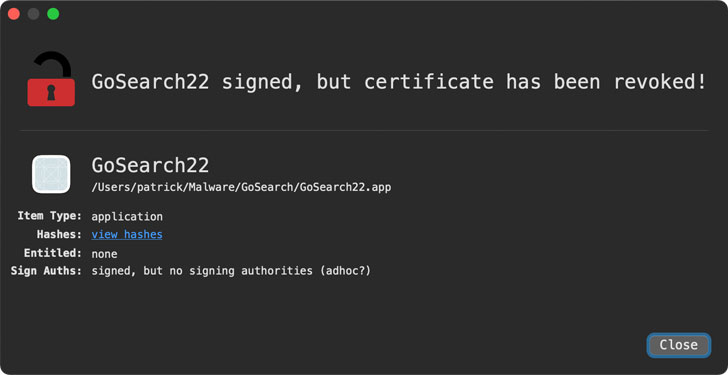 GoSearch22 signed, but certificate has been revoked!
GoSearch22
/Users/patrick/Malware/GoSearch/GoSearch22.app
Item Type: application
Hashes: view hashes
Entitled: none
Sign Auths: signed, but no signing authorities (adhoc?)
Close